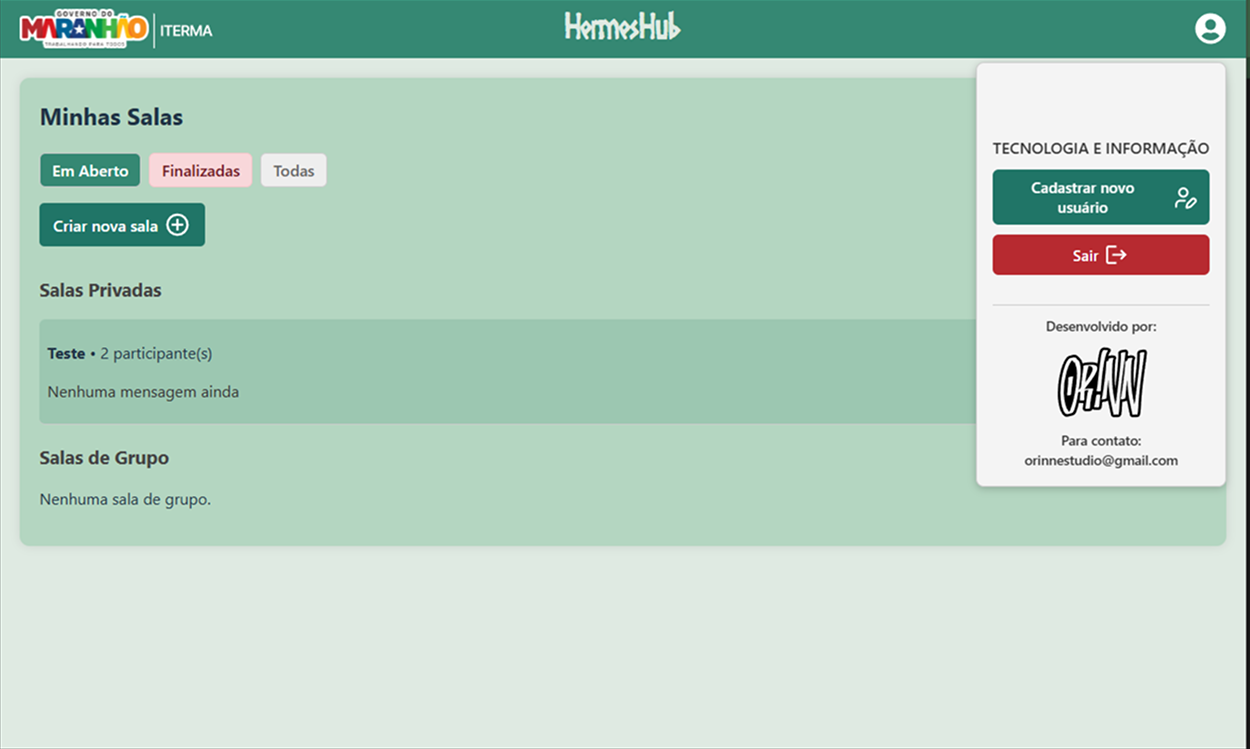 GOVERNO DO
MARANHÃO
TRABALHANDO PARA TODOS
ITERMA
HermesHub
Minhas Salas
Em Aberto
Finalizadas
Todas
Criar nova sala
Salas Privadas
Teste • 2 participante(s)
Nenhuma mensagem ainda
Salas de Grupo
Nenhuma sala de grupo.
TECNOLOGIA E INFORMAÇÃO
Cadastrar novo
usuário
Sair
Desenvolvido por:
ORINN
Para contato:
orinnestudio@gmail.com